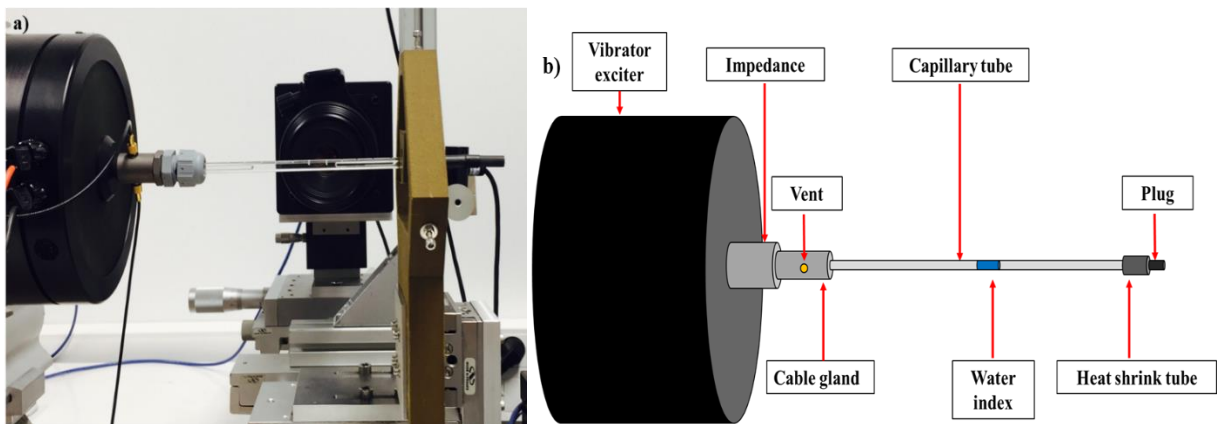 a)
b)
Vibrator
exciter
Impedance
Capillary tube
Vent
Plug
Cable gland
Water
index
Heat shrink tube